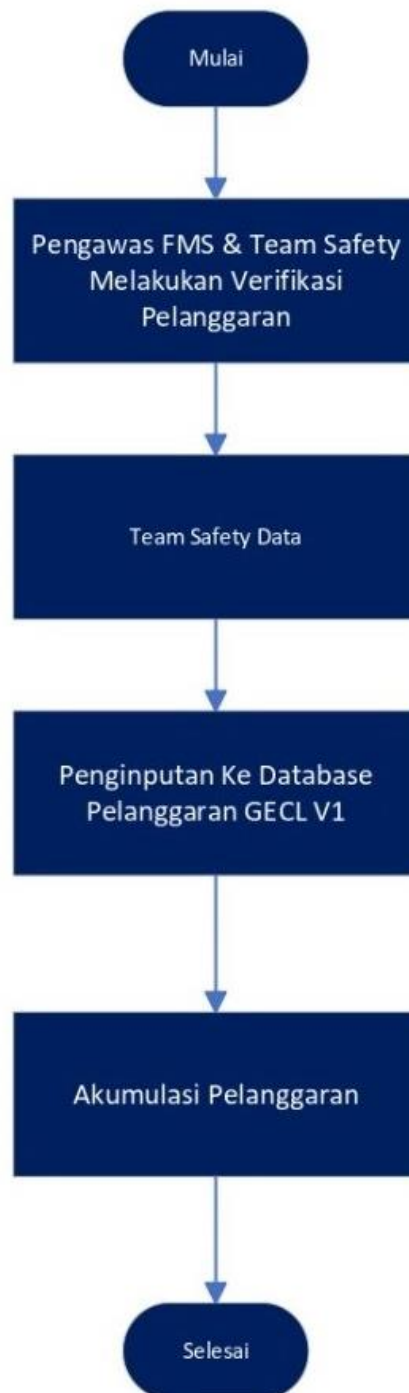 Mulai
Pengawas FMS & Team Safety
Melakukan Verifikasi
Pelanggaran
Team Safety Data
Penginputan Ke Database
Pelanggaran GECL V1
Akumulasi Pelanggaran
Selesai